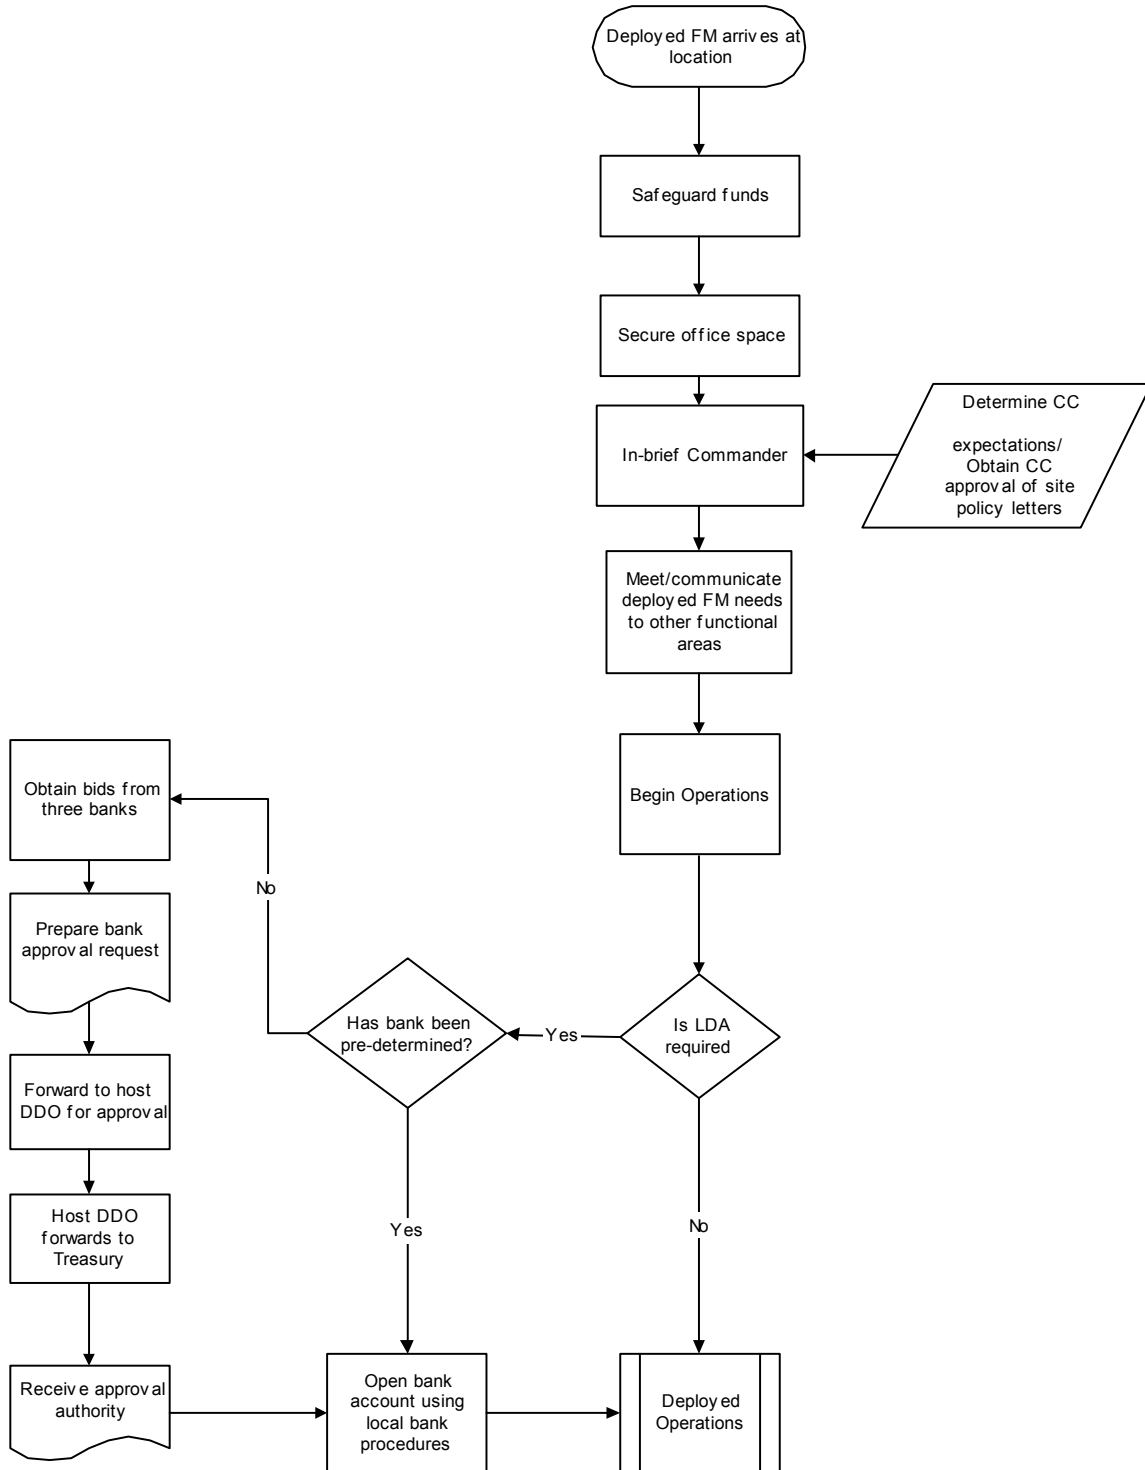 Deployed FM arrives at
location
Safeguard funds
Secure office space
In-brief Commander
Determine CC
expectations/
Obtain CC
approval of site
policy letters
Meet/communicate
deployed FM needs
to other functional
areas
Begin Operations
Obtain bids from
three banks
No
Prepare bank
approval request
Has bank been
pre-determined?
Yes
Is LDA
required
Forward to host
DDO for approval
Host DDO
forwards to
Treasury
Yes
No
Receive approval
authority
Open bank
account using
local bank
procedures
Deployed
Operations